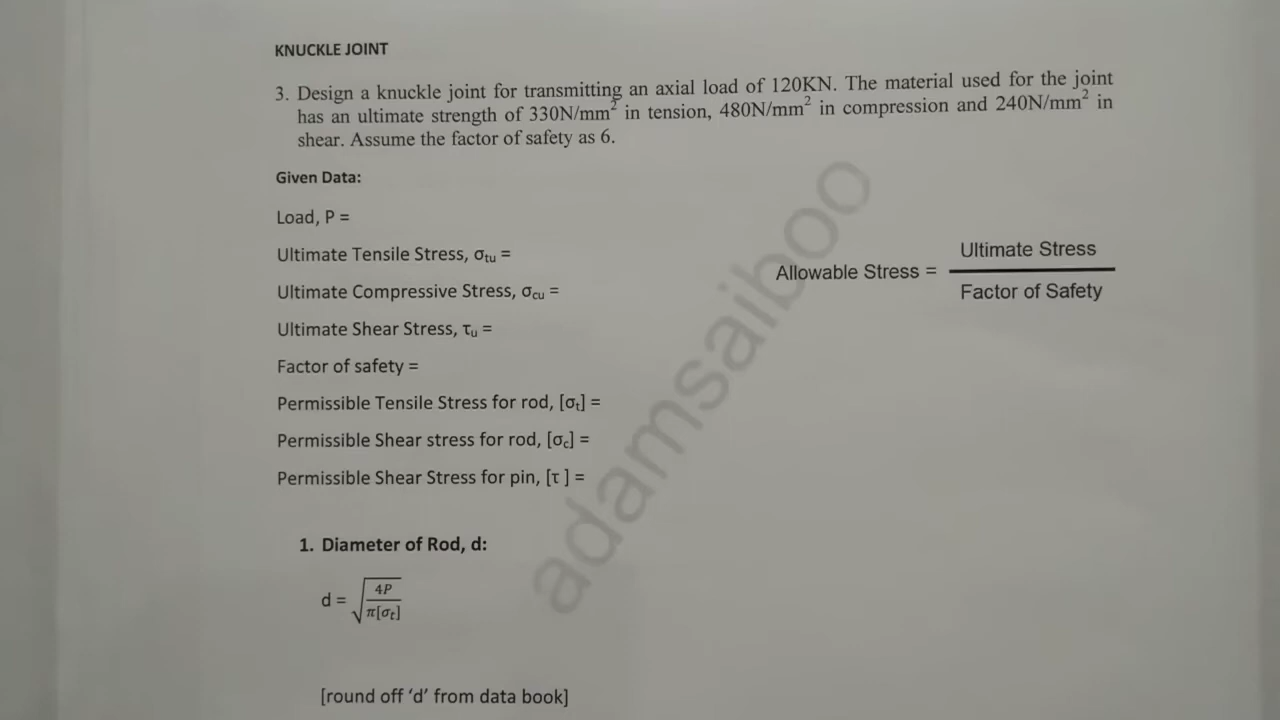 KNUCKLE JOINT
3. Design a knuckle joint for transmitting an axial load of 120KN. The material used for the joint
has an ultimate strength of 330N/mm² in tension, 480N/mm² in compression and 240N/mm² in
shear. Assume the factor of safety as 6.
Given Data:
Load, P =
Ultimate Tensile Stress, σtu =
Allowable Stress = Ultimate Stress / Factor of Safety
Ultimate Compressive Stress, σcu =
Ultimate Shear Stress, τu =
Factor of safety =
Permissible Tensile Stress for rod, [σt] =
Permissible Shear stress for rod, [σc] =
Permissible Shear Stress for pin, [τ ] =
1. Diameter of Rod, d:
d = √(4P / π[σt])
[round off ‘d’ from data book]
adamsaiboo